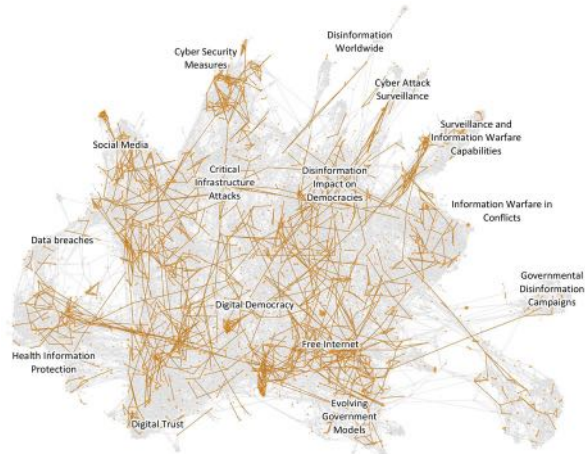 Disinformation
Worldwide
Cyber Security
Measures
Cyber Attack
Surveillance
Surveillance and
Information Warfare
Capabilities
Social Media
Critical
Infrastructure
Attacks
Disinformation
Impact on
Democracies
Information Warfare in
Conflicts
Data breaches
Governmental
Disinformation
Campaigns
Digital Democracy
Free Internet
Health Information
Protection
Evolving
Government
Models
Digital Trust